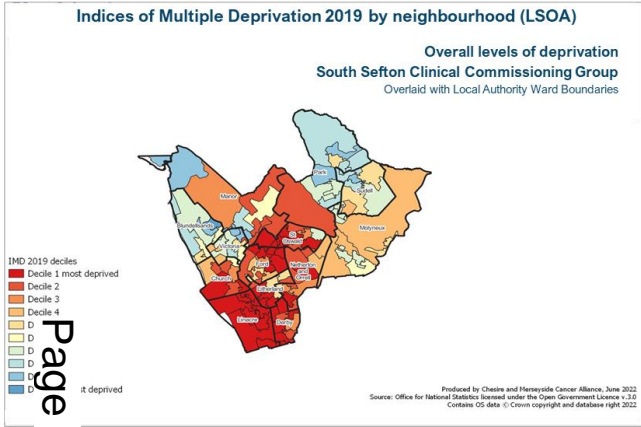 Indices of Multiple Deprivation 2019 by neighbourhood (LSOA)
Overall levels of deprivation
South Sefton Clinical Commissioning Group
Overlaid with Local Authority Ward Boundaries
Park
Sudell
Manor
Molyneux
Blundellsands
Victoria
St Oswald
Ford
Netherton
and
Orrell
Church
Litherland
Linacre
Derby
IMD 2019 deciles
Decile 1 most deprived
Decile 2
Decile 3
Decile 4
D
D
D
D
D
D
st deprived
Page
Produced by Chesire and Merseyside Cancer Alliance, June 2022
Source: Office for National Statistics licensed under the Open Government Licence v.3.0
Contains OS data © Crown copyright and database right 2022